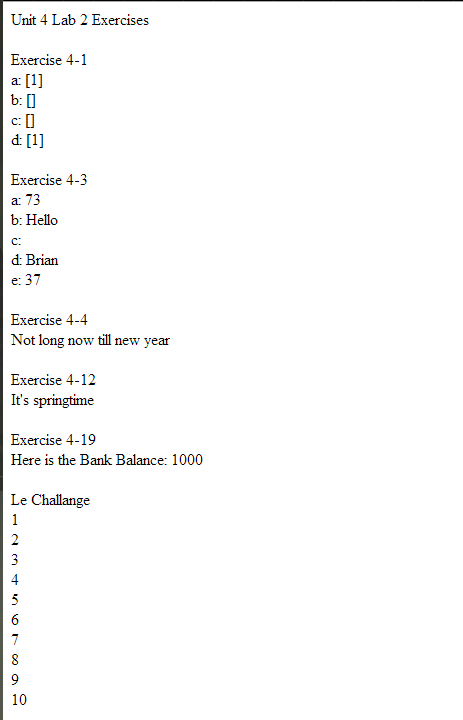 Unit 4 Lab 2 Exercises
Exercise 4-1
a: [1]
b: []
c: []
d: [1]
Exercise 4-3
a: 73
b: Hello
c:
d: Brian
e: 37
Exercise 4-4
Not long now till new year
Exercise 4-12
It's springtime
Exercise 4-19
Here is the Bank Balance: 1000
Le Challange
1
2
3
4
5
6
7
8
9
10